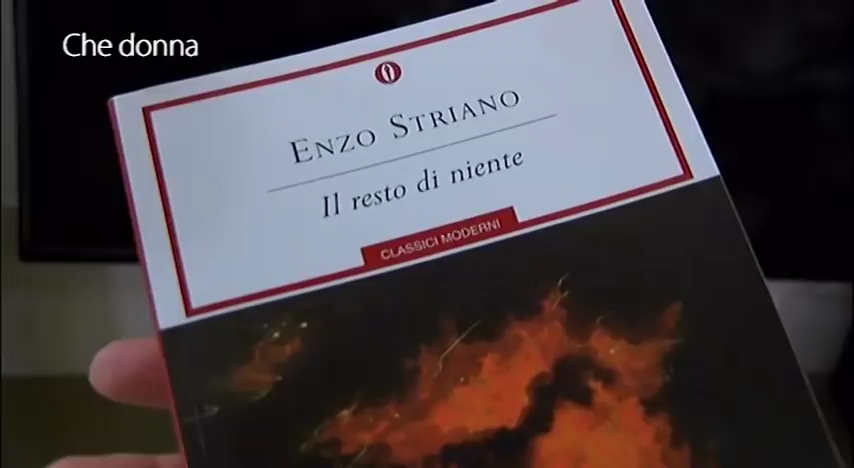 Che donna
ENZO STRIANO
Il resto di niente
CLASSICI MODERNI